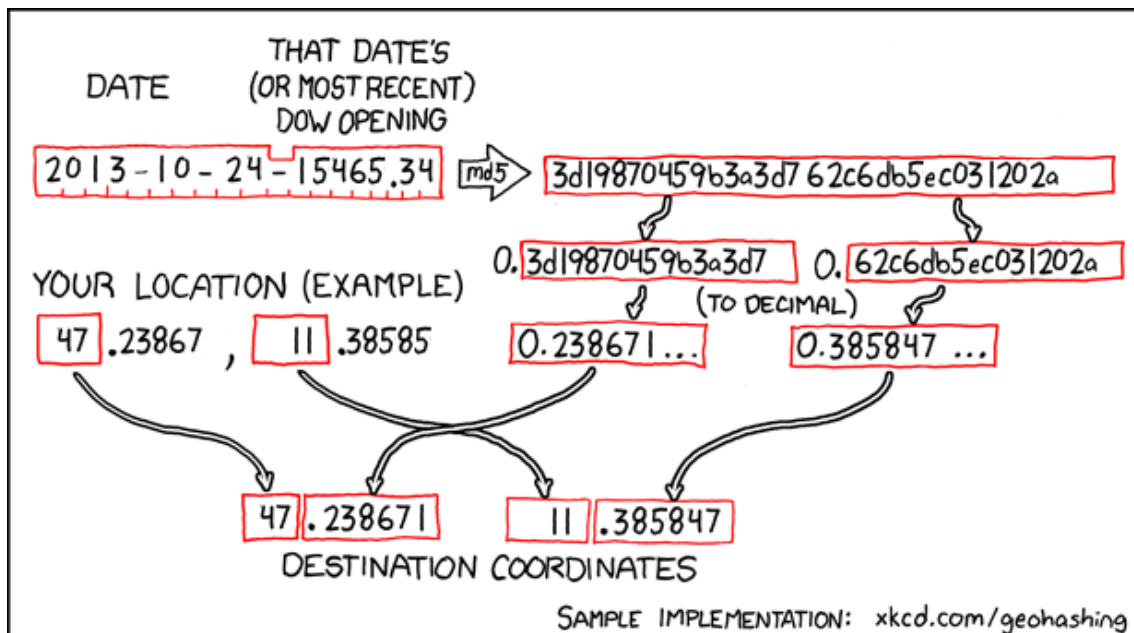 DATE
THAT DATE'S
(OR MOST RECENT)
DOW OPENING
2013-10-24-15465.34
md5
3d19870459b3a3d762c6db5ec031202a
0.3d19870459b3a3d7
0.62c6db5ec031202a
YOUR LOCATION (EXAMPLE)
(TO DECIMAL)
47.23867, 11.38585
0.238671...
0.385847...
47.238671
11.385847
DESTINATION COORDINATES
SAMPLE IMPLEMENTATION: xkcd.com/geohashing